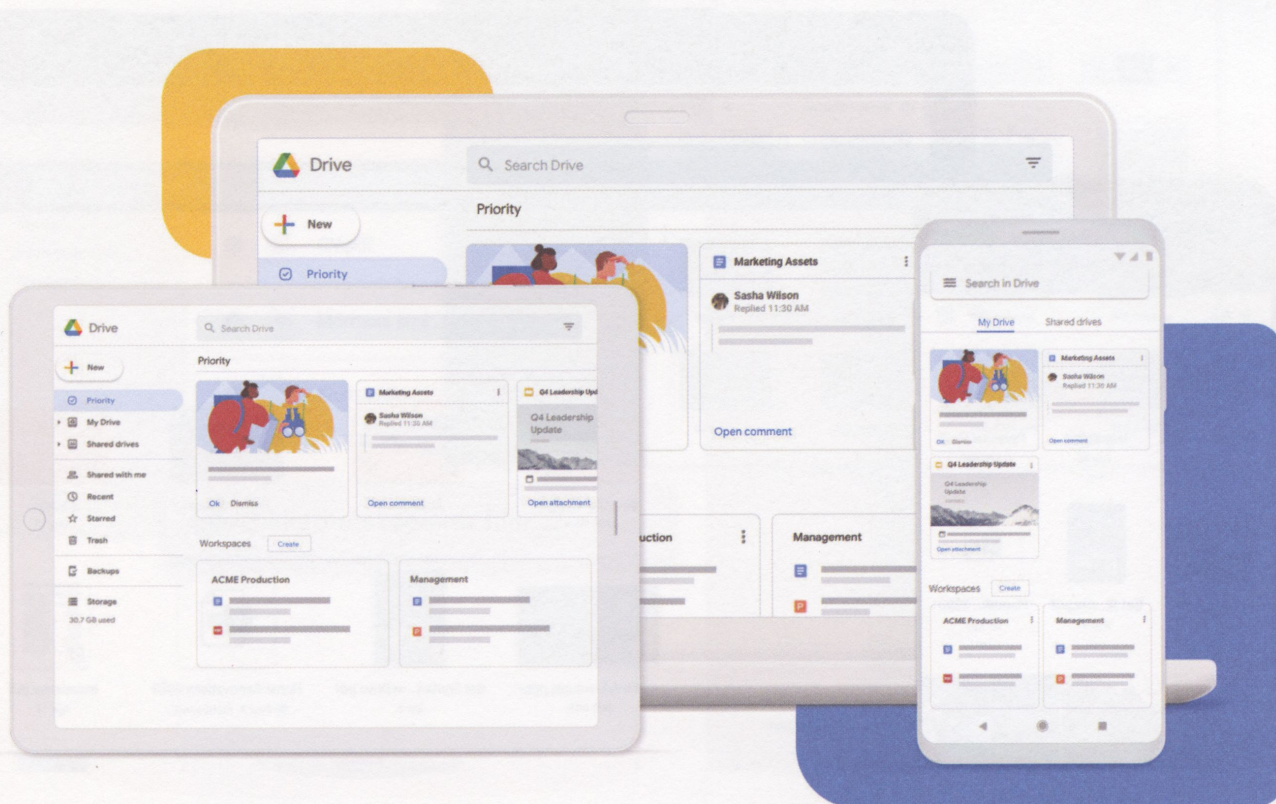 Drive
Search Drive
New
Priority
Priority
Marketing Assets
Sasha Wilson
Replied 11:30 AM
Open comment
uction
Management
Drive
Search Drive
New
Priority
My Drive
Shared drives
Shared with me
Recent
Starred
Trash
Backups
Storage
30.7 GB used
Priority
Ok Dismiss
Marketing Assets
Sasha Wilson
Replied 11:30 AM
Open comment
Q4 Leadership Upd
Q4 Leadership
Update
Open attachment
Workspaces Create
ACME Production
Management
Search in Drive
My Drive Shared drives
Ok Dismiss
Marketing Assets
Sasha Wilson
Replied 11:30 AM
Open comment
Q4 Leadership Update
Q4 Leadership
Update
Open attachment
Workspaces Create
ACME Production
Management